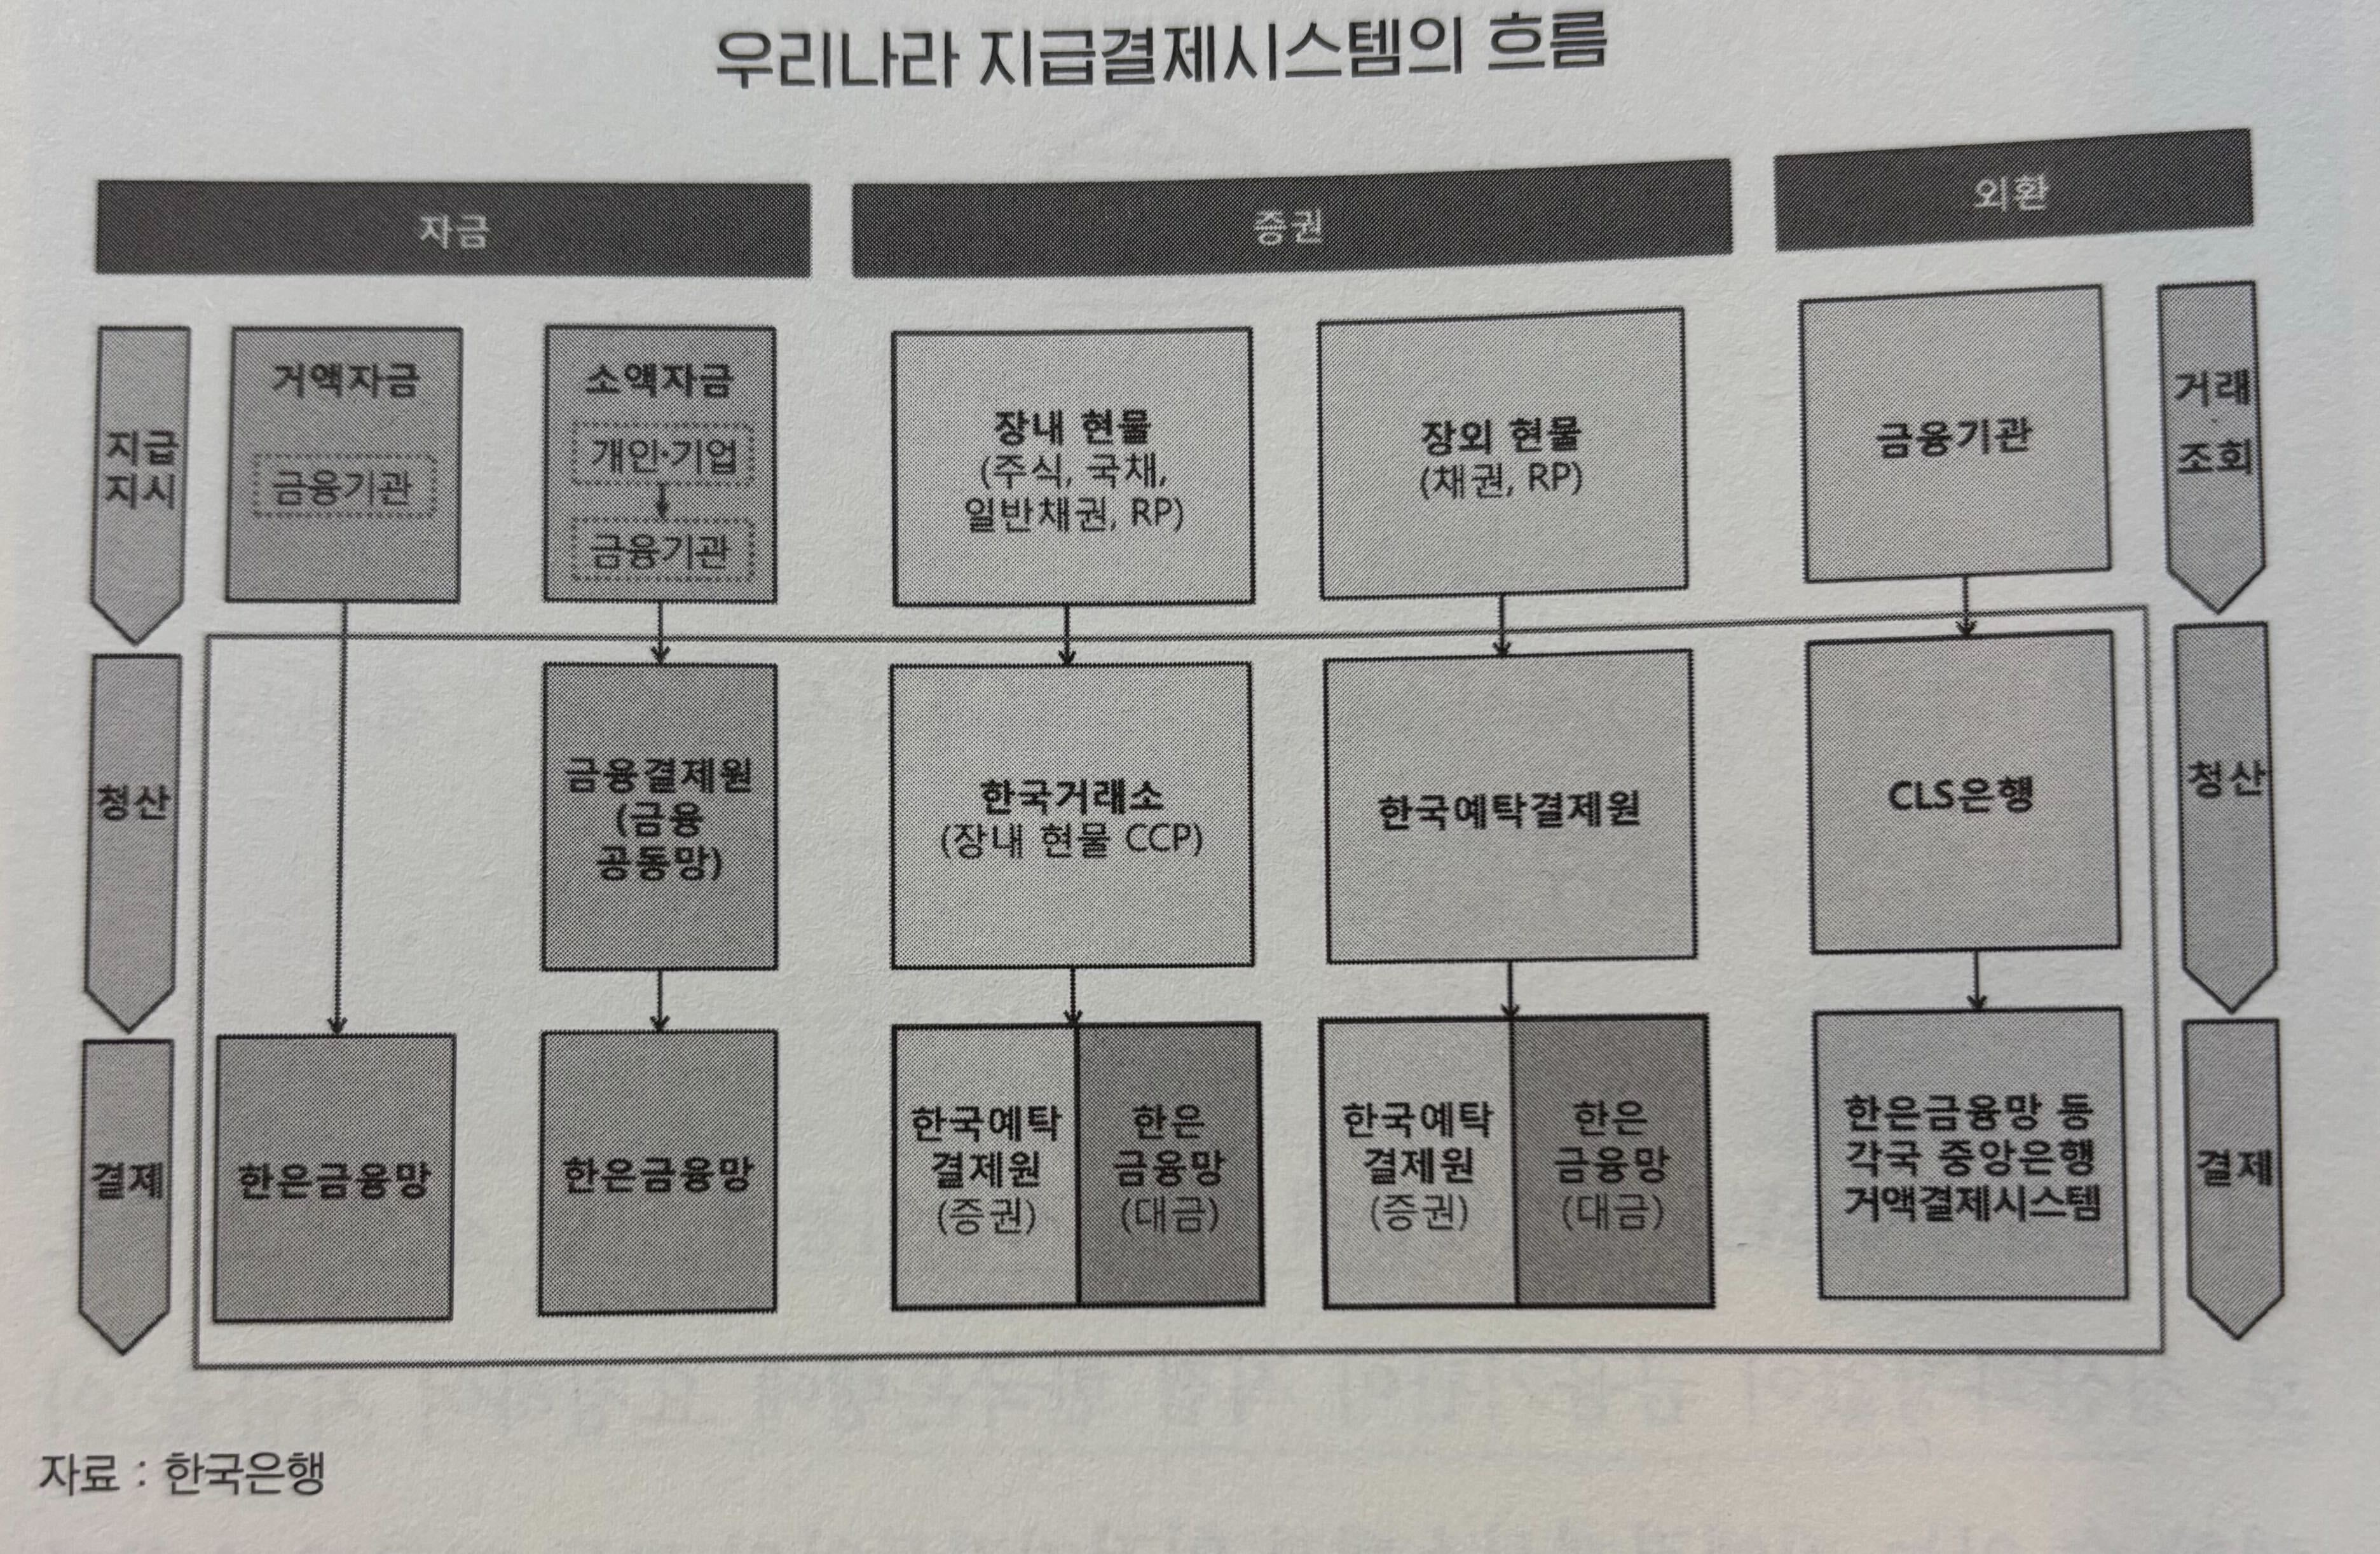 우리나라 지급결제시스템의 흐름
자금
증권
외환
지급
지시
거액자금
금융기관
소액자금
개인·기업
금융기관
장내 현물
(주식, 국채,
일반채권, RP)
장외 현물
(채권, RP)
금융기관
거래
·
조회
청산
금융결제원
(금융
공동망)
한국거래소
(장내 현물 CCP)
한국예탁결제원
CLS은행
청산
결제
한은금융망
한은금융망
한국예탁
결제원
(증권)
한은
금융망
(대금)
한국예탁
결제원
(증권)
한은
금융망
(대금)
한은금융망 등
각국 중앙은행
거액결제시스템
결제
자료 : 한국은행